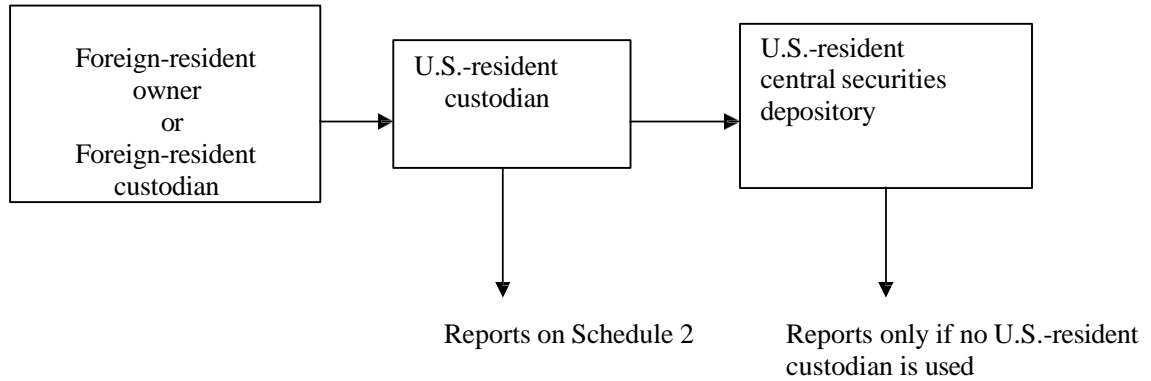 Foreign-resident
owner
or
Foreign-resident
custodian
U.S.-resident
custodian
U.S.-resident
central securities
depository
Reports on Schedule 2
Reports only if no U.S.-resident
custodian is used